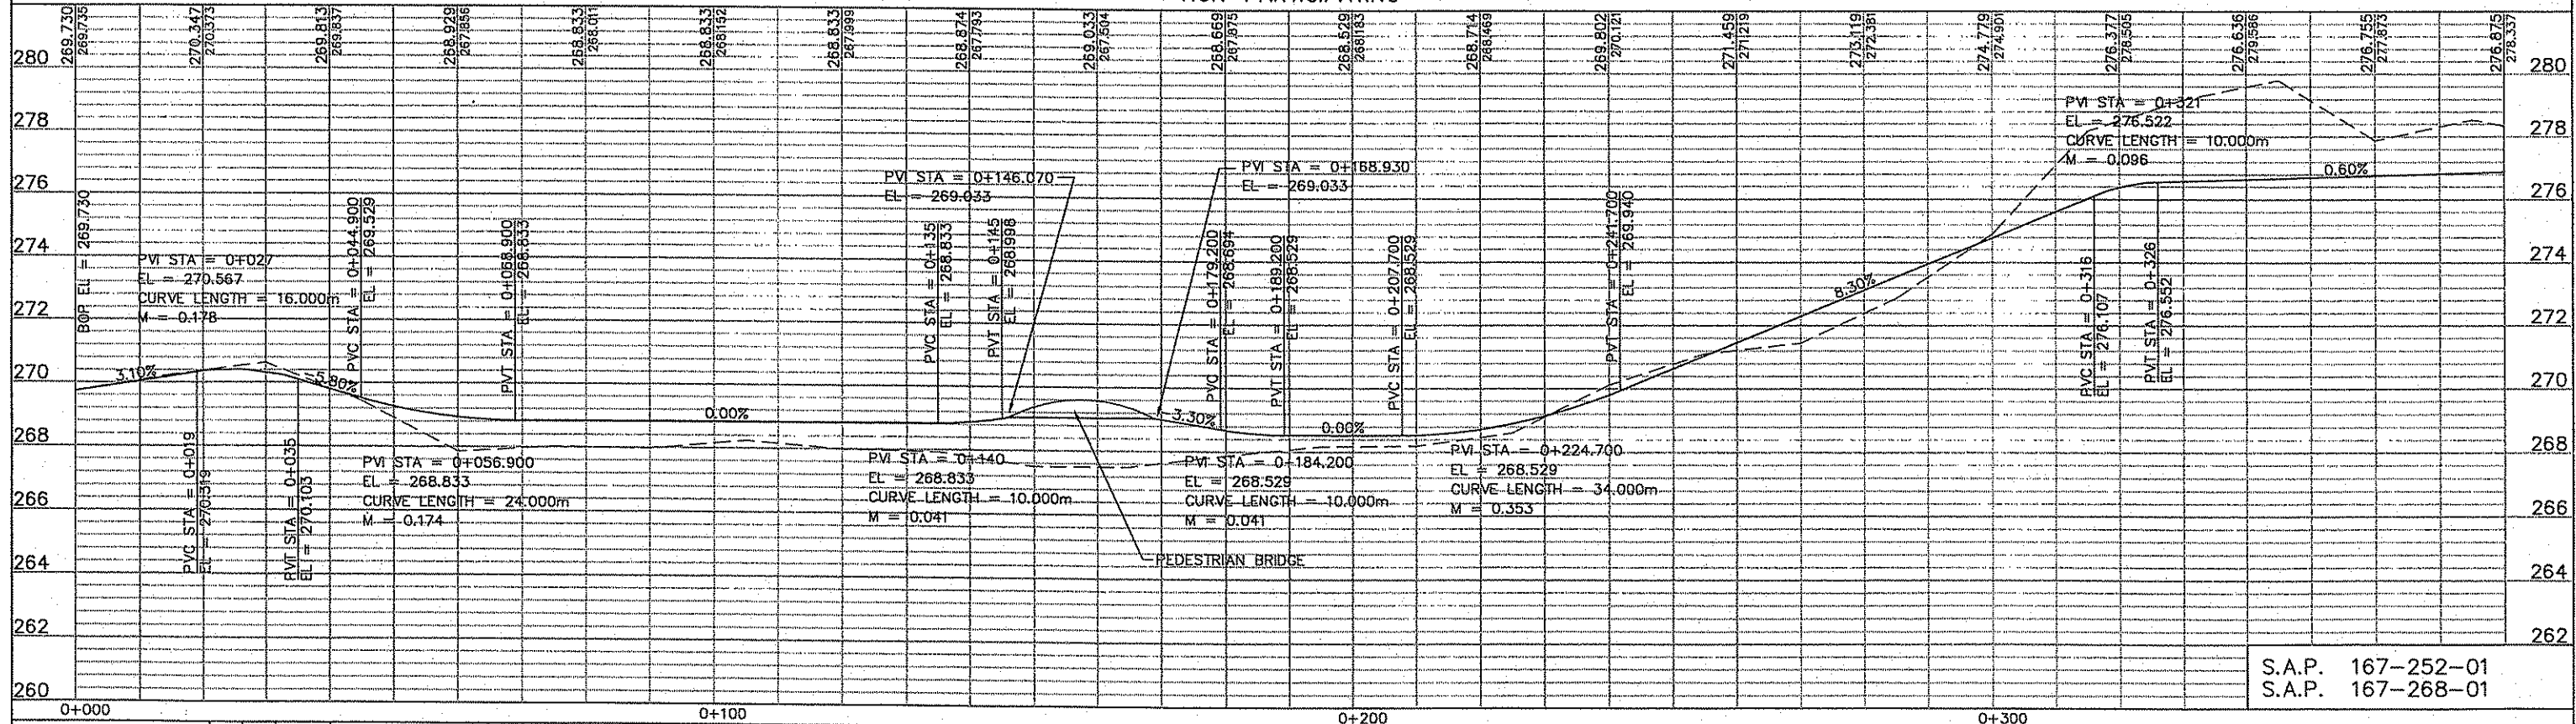 269.730
269.735
270.347
270.373
269.813
269.837
268.929
267.856
268.833
268.011
268.833
268.152
268.833
267.999
268.874
267.793
269.033
267.504
268.669
267.875
268.529
268.183
268.714
268.469
269.802
270.121
271.459
271.219
273.119
272.381
274.779
274.901
276.377
278.505
276.636
279.586
276.755
277.873
276.875
278.337
280
280
278
278
276
276
274
274
272
272
270
270
268
268
266
266
264
264
262
262
260
BOP EL = 269.730
3.10%
PVI STA = 0+027
EL = 270.567
CURVE LENGTH = 16.000m
M = 0.178
PVC STA = 0+019
EL = 270.319
PVT STA = 0+035
EL = 270.103
5.80%
PVC STA = 0+044.900
EL = 269.529
PVI STA = 0+056.900
EL = 268.833
CURVE LENGTH = 24.000m
M = 0.174
PVT STA = 0+068.900
EL = 268.833
0.00%
PVC STA = 0+135
EL = 268.833
PVI STA = 0+140
EL = 268.833
CURVE LENGTH = 10.000m
M = 0.041
PVT STA = 0+145
EL = 268.998
PVI STA = 0+146.070
EL = 269.033
PVI STA = 0+168.930
EL = 269.033
PEDESTRIAN BRIDGE
3.30%
PVC STA = 0+179.200
EL = 268.694
PVI STA = 0+184.200
EL = 268.529
CURVE LENGTH = 10.000m
M = 0.041
PVT STA = 0+189.200
EL = 268.529
0.00%
PVC STA = 0+207.700
EL = 268.529
PVI STA = 0+224.700
EL = 268.529
CURVE LENGTH = 34.000m
M = 0.353
PVT STA = 0+241.700
EL = 269.940
8.30%
PVC STA = 0+316
EL = 276.107
PVI STA = 0+321
EL = 276.522
CURVE LENGTH = 10.000m
M = 0.096
PVT STA = 0+326
EL = 276.552
0.60%
S.A.P. 167-252-01
S.A.P. 167-268-01
0+000
0+100
0+200
0+300